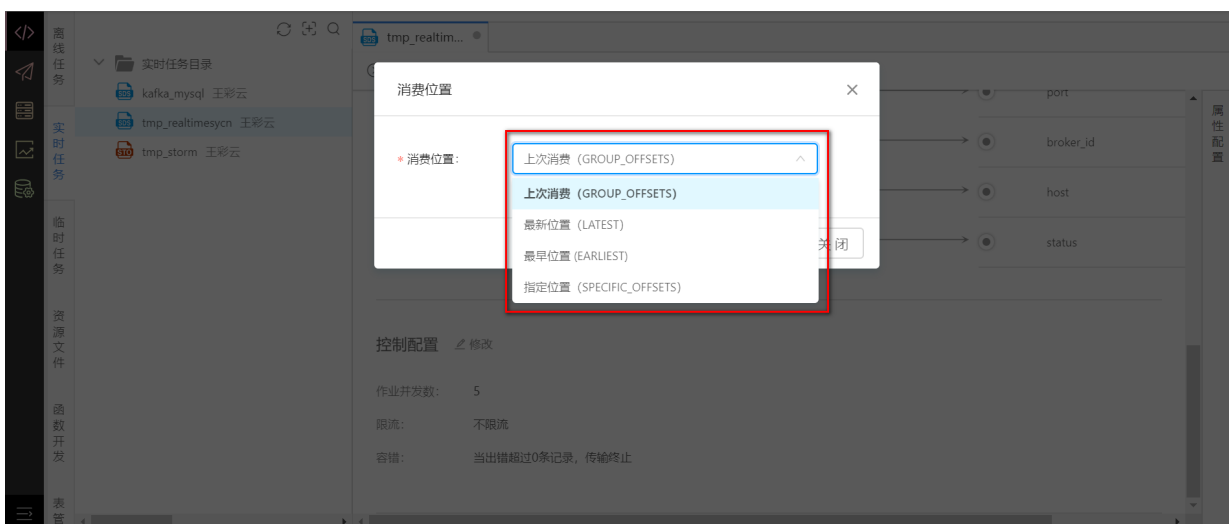 离线任务
实时任务
临时任务
资源文件
函数开发
表管
实时任务目录
kafka_mysql 王彩云
tmp_realtimesycn 王彩云
tmp_storm 王彩云
tmp_realtim...
消费位置
* 消费位置：
上次消费（GROUP_OFFSETS）
上次消费（GROUP_OFFSETS）
最新位置（LATEST）
最早位置 (EARLIEST)
指定位置（SPECIFIC_OFFSETS）
关 闭
port
broker_id
host
status
属性配置
控制配置 修改
作业并发数： 5
限流： 不限流
容错： 当出错超过0条记录，传输终止